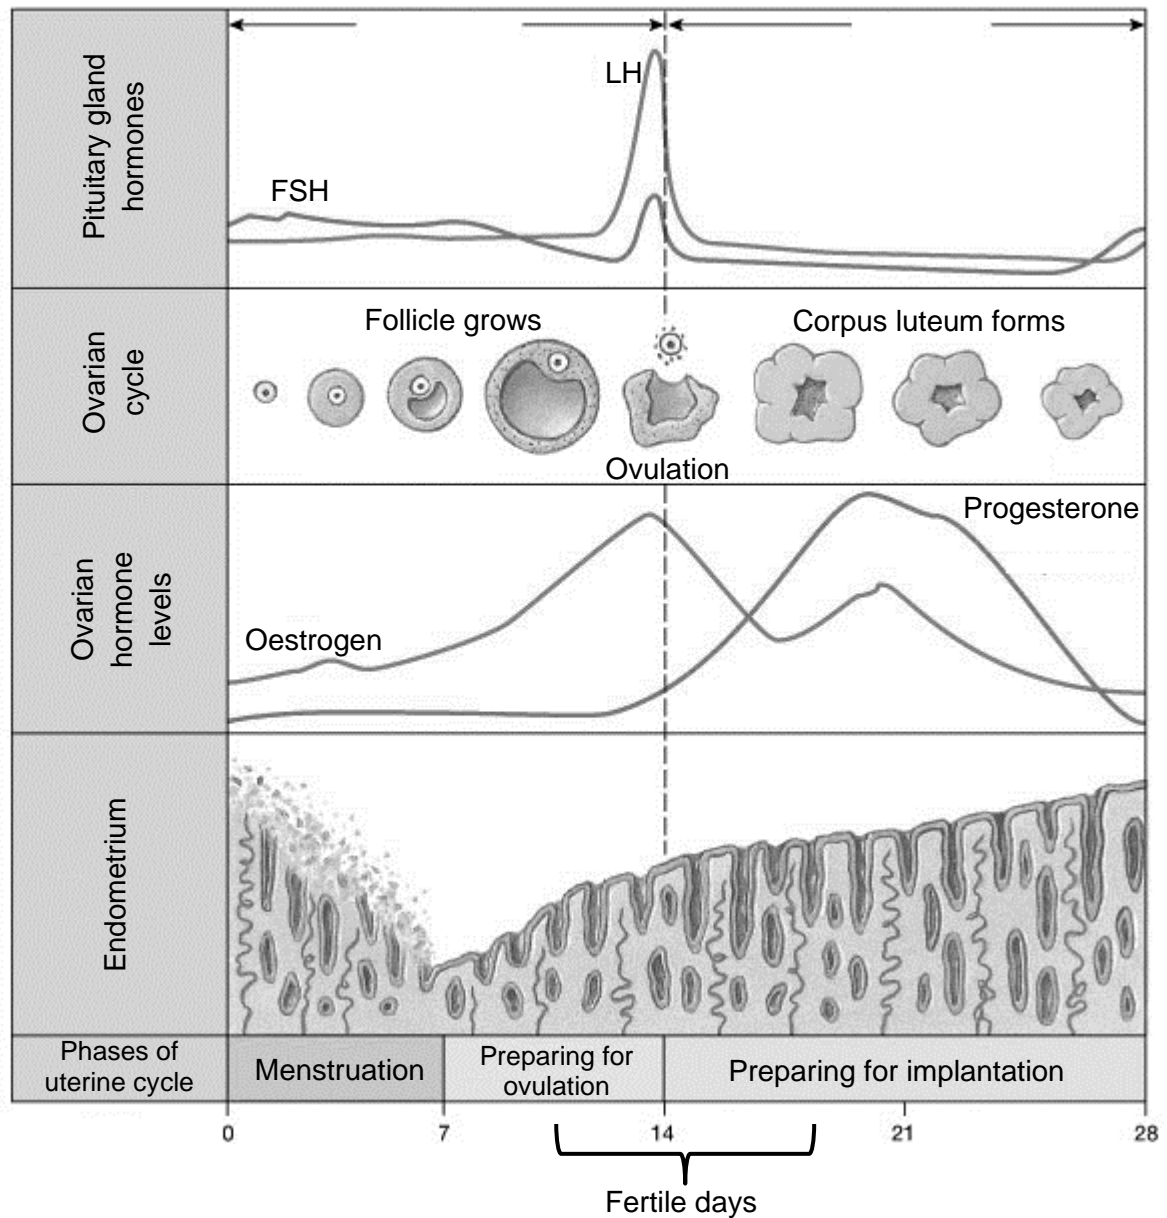 Pituitary gland
hormones
LH
FSH
Ovarian
cycle
Follicle grows
Corpus luteum forms
Ovulation
Ovarian
hormone
levels
Progesterone
Oestrogen
Endometrium
Phases of
uterine cycle
Menstruation
Preparing for
ovulation
Preparing for implantation
0
7
14
21
28
Fertile days